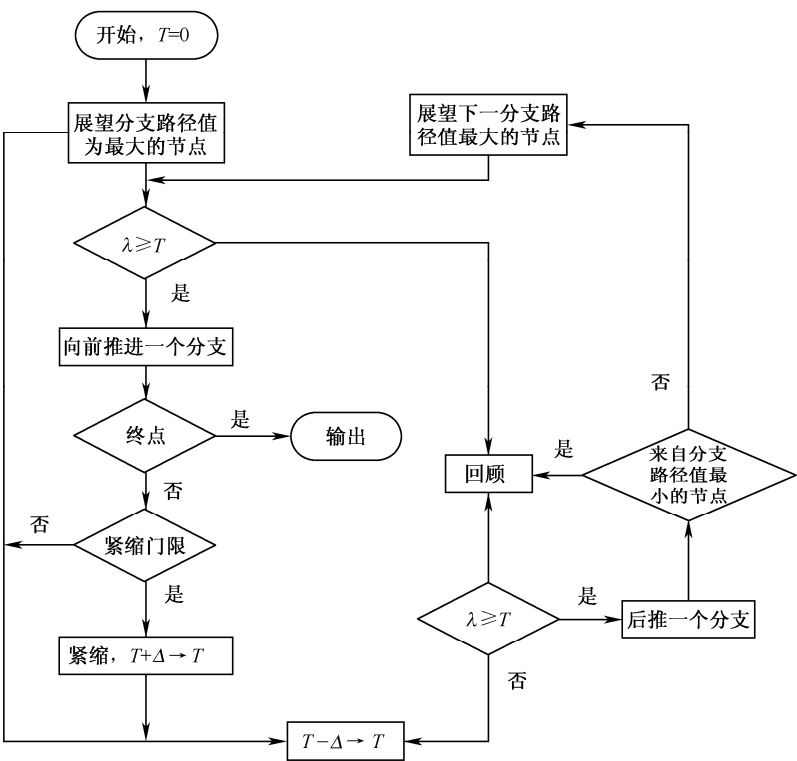 开始，T=0
展望分支路径值
为最大的节点
展望下一分支路
径值最大的节点
λ≥T
是
向前推进一个分支
否
终点
是
输出
来自分支
路径值最
小的节点
是
回顾
否
否
紧缩门限
是
λ≥T
是
后推一个分支
紧缩，T+Δ→T
否
T−Δ→T